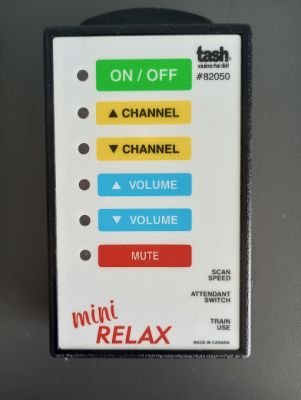 tash
solutions that click!
#82050
ON / OFF
▲ CHANNEL
▼ CHANNEL
▲ VOLUME
▼ VOLUME
MUTE
SCAN
SPEED
ATTENDANT
SWITCH
TRAIN
USE
mini
RELAX
MADE IN CANADA